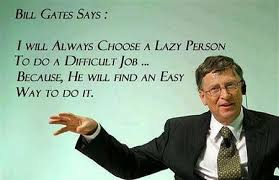 Bill Gates Says :
I will Always Choose a Lazy Person
To do a Difficult Job ...
Because, He will find an Easy
Way to do it.